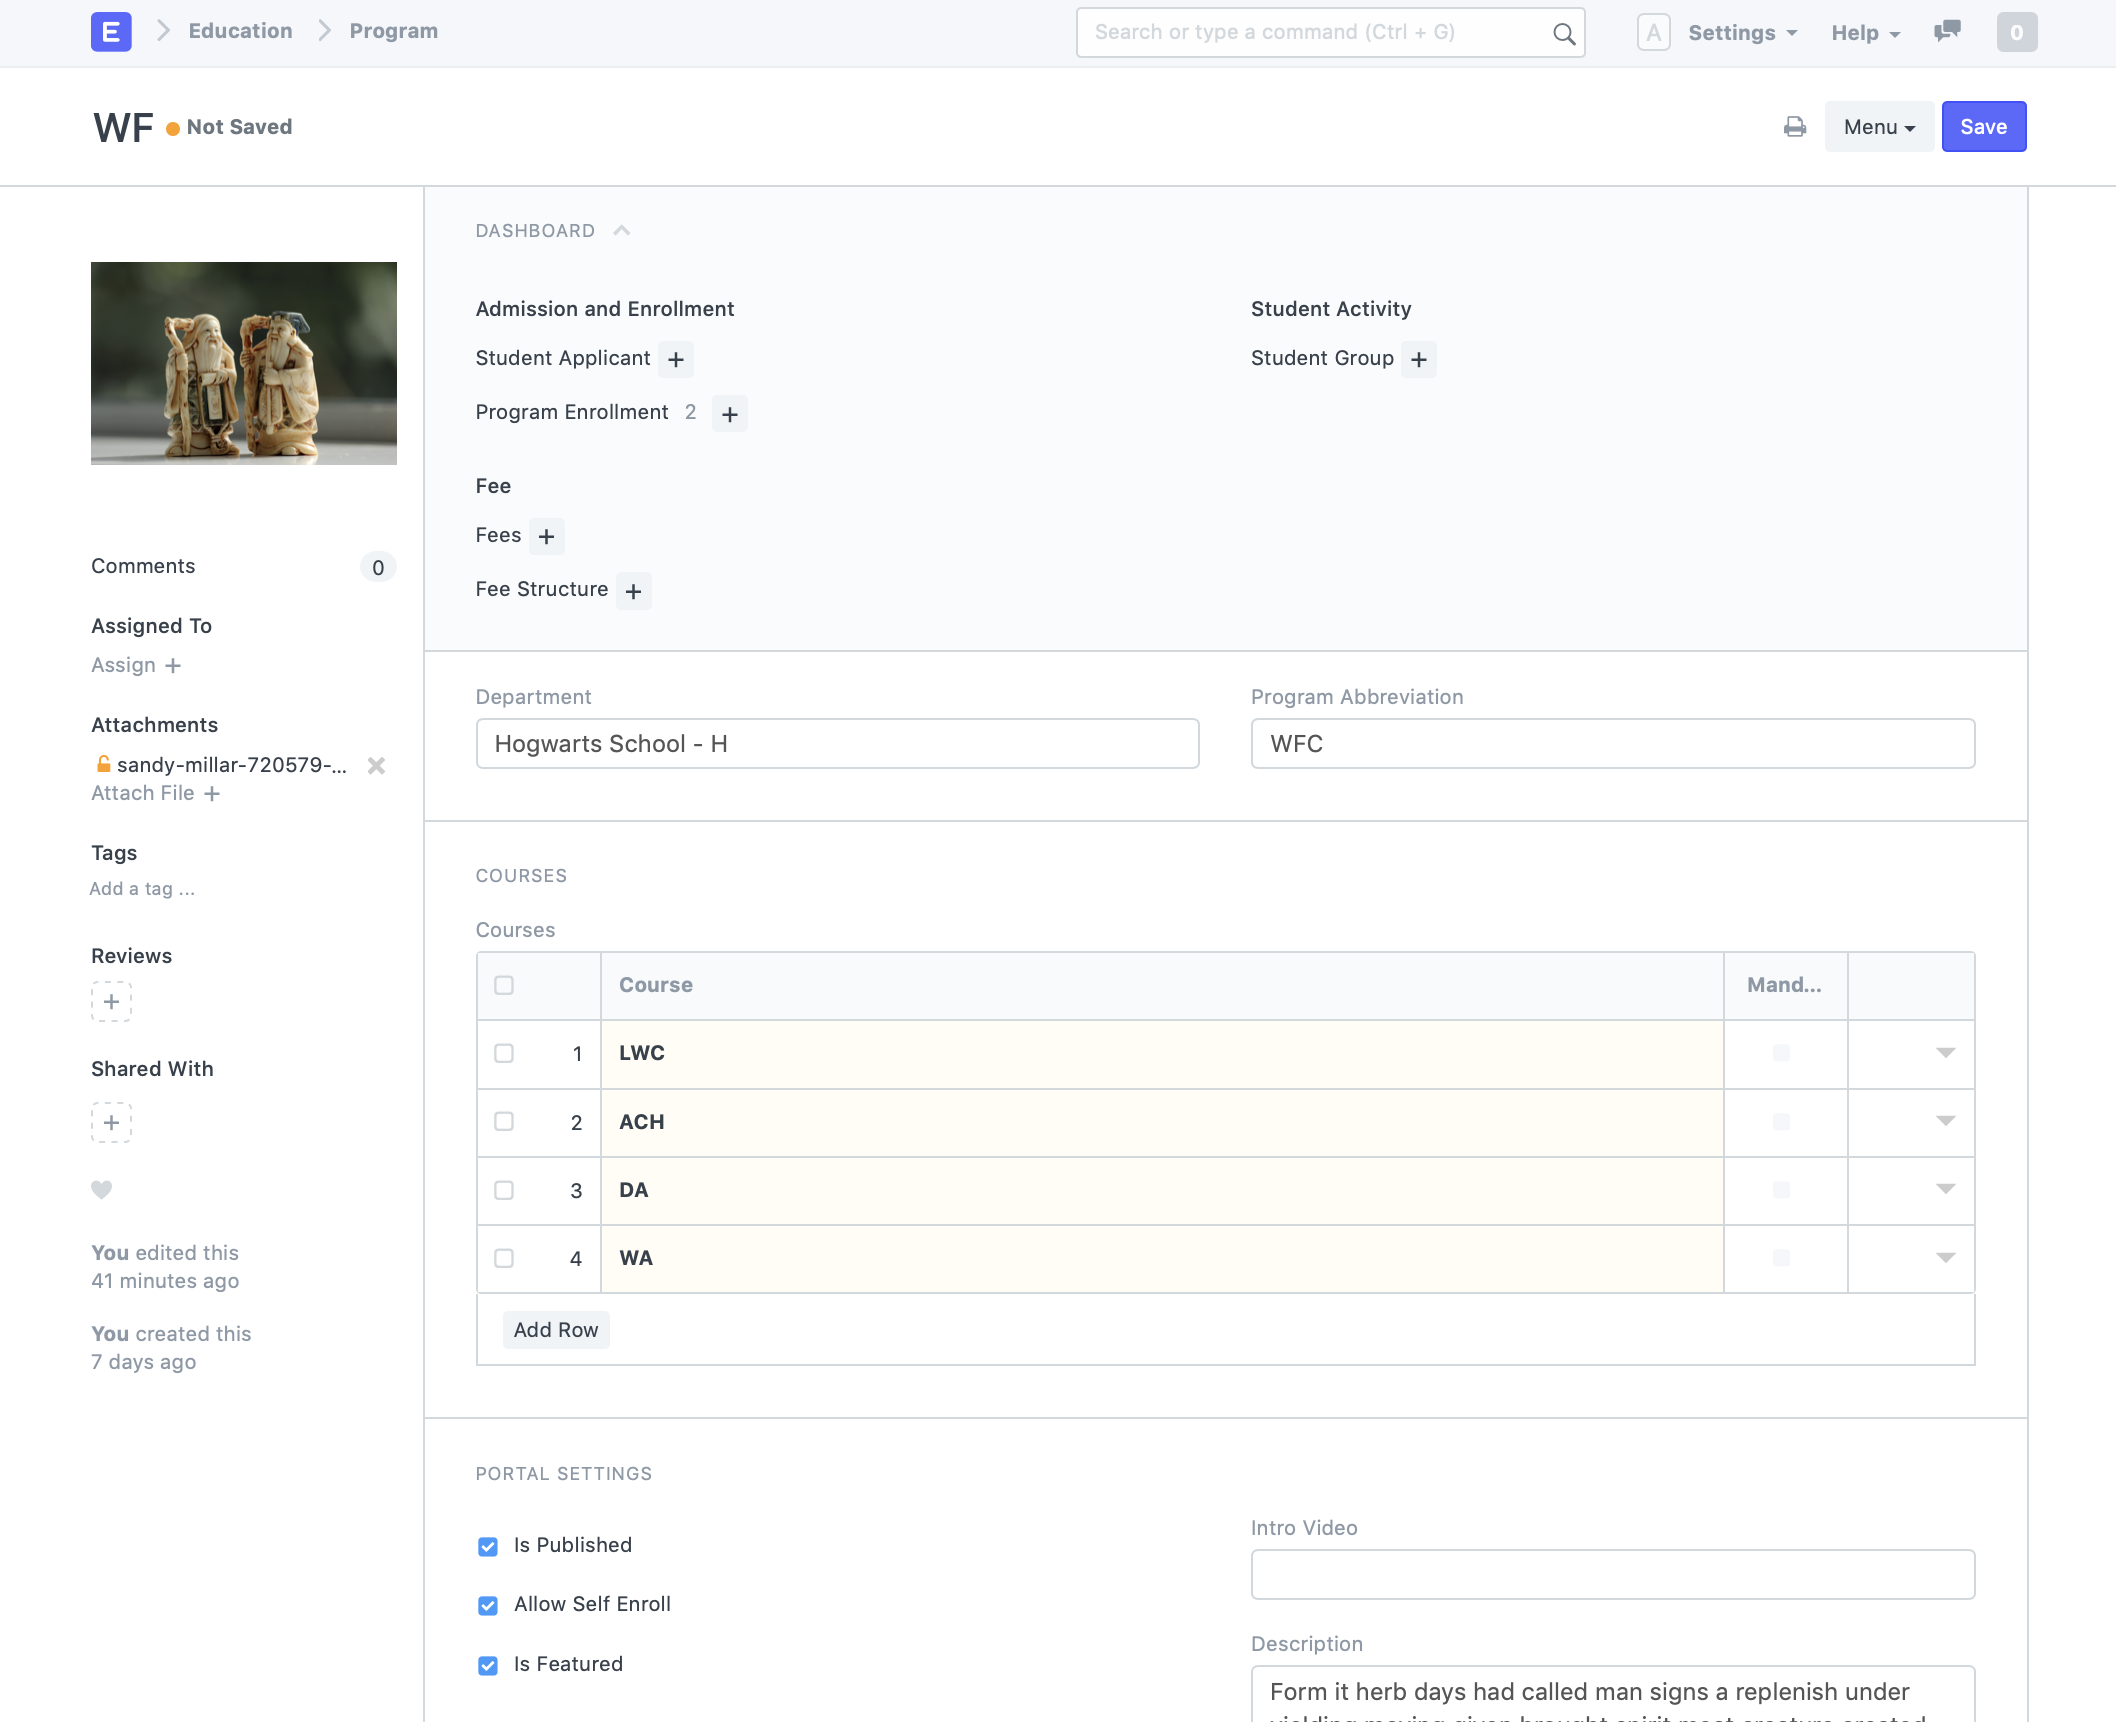 E
Education
Program
Search or type a command (Ctrl + G)
A
Settings
Help
0
WF
Not Saved
Menu
Save
Comments
0
Assigned To
Assign +
Attachments
sandy-millar-720579-...
Attach File +
Tags
Add a tag ...
Reviews
+
Shared With
+
You edited this
41 minutes ago
You created this
7 days ago
DASHBOARD
Admission and Enrollment
Student Applicant +
Program Enrollment 2 +
Student Activity
Student Group +
Fee
Fees +
Fee Structure +
Department
Hogwarts School - H
Program Abbreviation
WFC
COURSES
Courses
Course Mand...
1 LWC
2 ACH
3 DA
4 WA
Add Row
PORTAL SETTINGS
Is Published
Allow Self Enroll
Is Featured
Intro Video
Description
Form it herb days had called man signs a replenish under